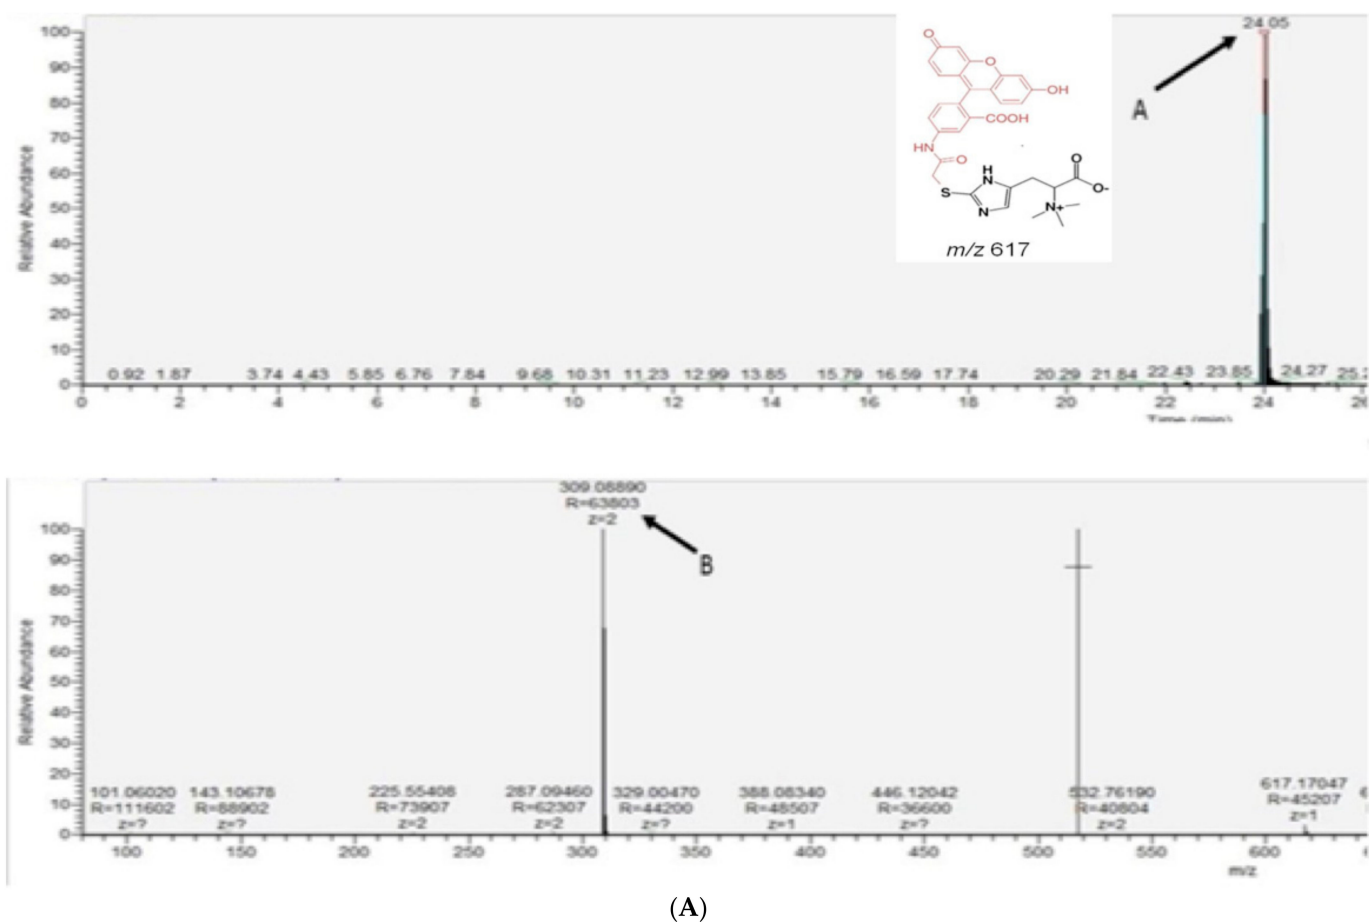 24.05
100
90
80
70
60
50
40
30
20
10
0
Relative Abundance
A
O
O
OH
COOH
HN
O
S
H
N
N
O
O-
N+
m/z 617
0.92 1.87 3.74 4.43 5.85 6.76 7.84 9.68 10.31 11.23 12.99 13.85 15.79 16.59 17.74 20.29 21.84 22.43 23.85 24.27
0 2 4 6 8 10 12 14 16 18 20 22 24
Time (min)
309.08890
R=63803
z=2
B
100
90
80
70
60
50
40
30
20
10
0
Relative Abundance
101.06020 143.10678 225.55408 287.09460 329.00470 388.08340 446.12042 532.76190 617.17047
R=111602 R=88902 R=73907 R=62307 R=44200 R=48507 R=36600 R=40804 R=45207
z=? z=? z=2 z=2 z=? z=1 z=? z=2 z=1
100 150 200 250 300 350 400 450 500 550 600
m/z
(A)